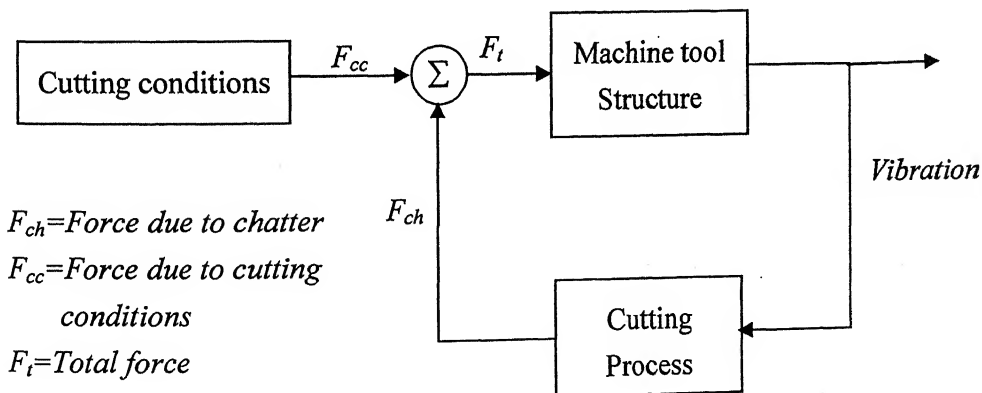 Cutting conditions
F_cc
Σ
F_t
Machine tool
Structure
Vibration
F_ch
Cutting
Process
F_ch=Force due to chatter
F_cc=Force due to cutting
conditions
F_t=Total force